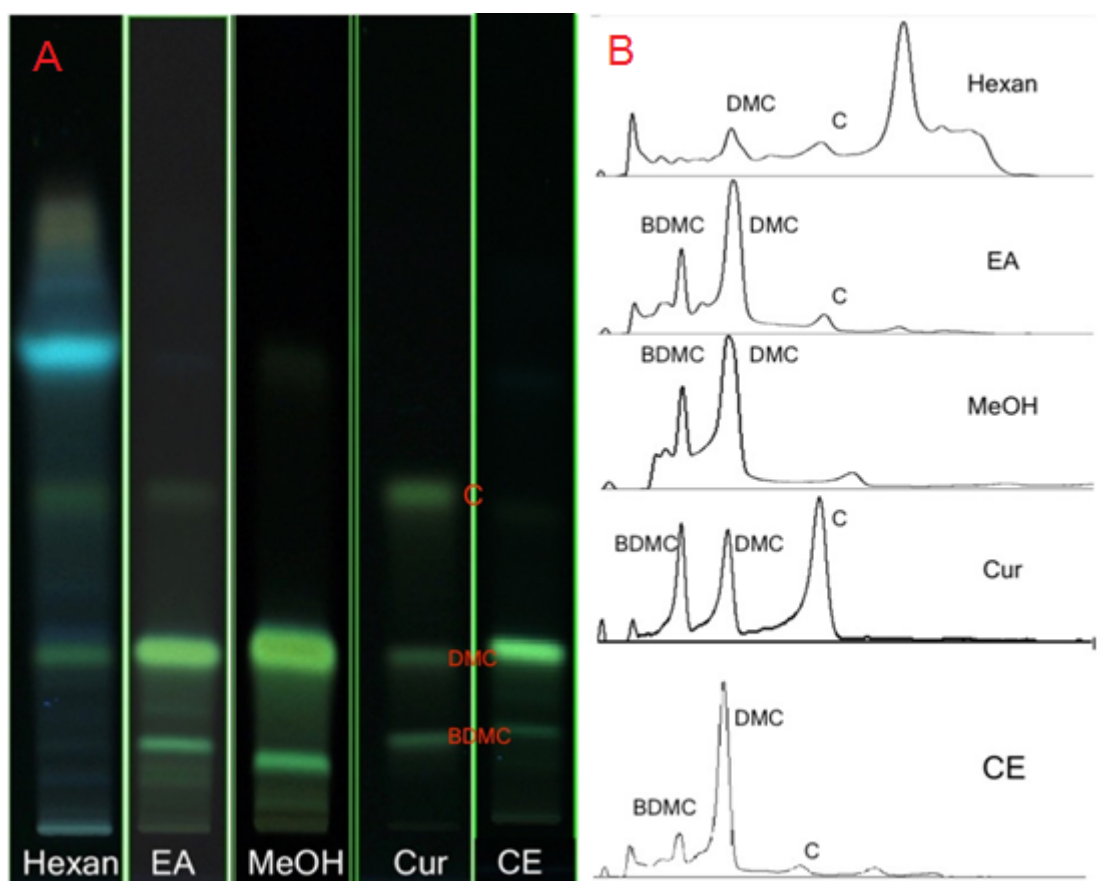 A
C
DMC
BDMC
Hexan EA MeOH Cur CE
B
Hexan
DMC
C
EA
BDMC DMC
C
MeOH
BDMC DMC
Cur
BDMC DMC C
CE
DMC
BDMC
C